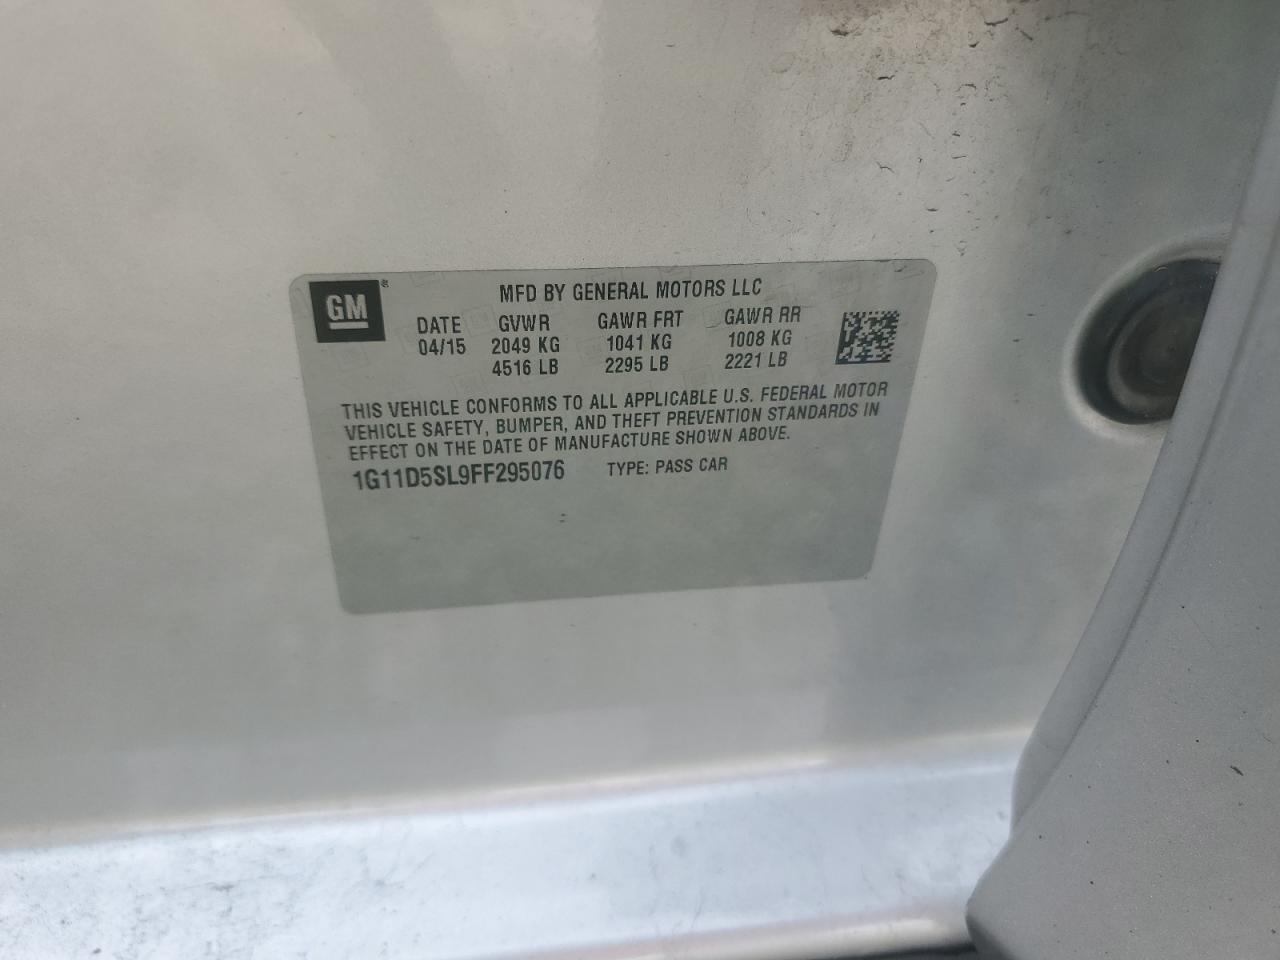 GM®
MFD BY GENERAL MOTORS LLC
DATE GVWR GAWR FRT GAWR RR
04/15 2049 KG 1041 KG 1008 KG
4516 LB 2295 LB 2221 LB
THIS VEHICLE CONFORMS TO ALL APPLICABLE U.S. FEDERAL MOTOR
VEHICLE SAFETY, BUMPER, AND THEFT PREVENTION STANDARDS IN
EFFECT ON THE DATE OF MANUFACTURE SHOWN ABOVE.
1G11D5SL9FF295076 TYPE: PASS CAR